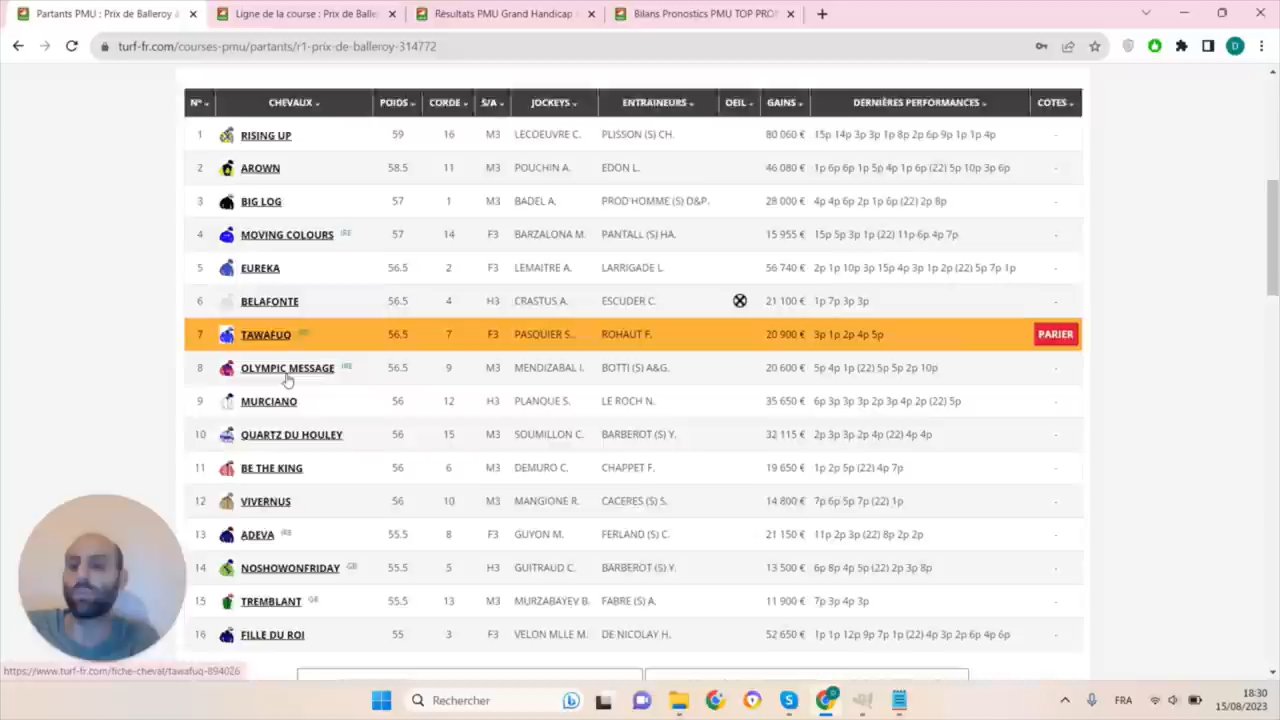 Partants PMU : Prix de Balleroy à
Ligne de la course : Prix de Balle
Résultats PMU Grand Handicap
Bilans Pronostics PMU TOP PRO
turf-fr.com/courses-pmu/partants/r1-prix-de-balleroy-314772
N° CHEVAUX POIDS CORDE S/A JOCKEYS ENTRAINEURS OEIL GAINS DERNIÈRES PERFORMANCES COTES
1 RISING UP 59 16 M3 LECOEUVRE C. PLISSON (S) CH. 80 060 € 15p 14p 3p 3p 1p 8p 2p 6p 9p 1p 1p 4p -
2 AROWN 58.5 11 M3 POUCHIN A. EDON L. 46 080 € 1p 6p 6p 1p 5p 4p 1p 6p (22) 5p 10p 3p 6p -
3 BIG LOG 57 1 M3 BADEL A. PROD'HOMME (S) D&P. 28 000 € 4p 4p 6p 2p 1p 6p (22) 2p 8p -
4 MOVING COLOURS IRE 57 14 F3 BARZALONA M. PANTALL (S) HA. 15 955 € 15p 5p 3p 1p (22) 11p 6p 4p 7p -
5 EUREKA 56.5 2 F3 LEMAITRE A. LARRIGADE L. 56 740 € 2p 1p 10p 3p 15p 4p 3p 1p 2p (22) 5p 7p 1p -
6 BELAFONTE 56.5 4 H3 CRASTUS A. ESCUDER C. 21 100 € 1p 7p 3p 3p -
7 TAWAFUQ 56.5 7 F3 PASQUIER S. ROHAUT F. 20 900 € 3p 1p 2p 4p 5p PARIER
8 OLYMPIC MESSAGE IRE 56.5 9 M3 MENDIZABAL I. BOTTI (S) A&G. 20 600 € 5p 4p 1p (22) 5p 5p 2p 10p -
9 MURCIANO 56 12 H3 PLANQUE S. LE ROCH N. 35 650 € 6p 3p 3p 2p 3p 4p 2p (22) 5p -
10 QUARTZ DU HOULEY 56 15 M3 SOUMILLON C. BARBEROT (S) Y. 32 115 € 2p 3p 3p 2p 4p (22) 4p 4p -
11 BE THE KING 56 6 M3 DEMURO C. CHAPPET F. 19 650 € 1p 2p 5p (22) 4p 7p -
12 VIVERNUS 56 10 M3 MANGIONE R. CACERES (S) S. 14 800 € 7p 6p 5p 7p (22) 1p -
13 ADEVA IRE 55.5 8 F3 GUYON M. FERLAND (S) C. 21 150 € 11p 2p 3p (22) 8p 2p 2p -
14 NOSHOWONFRIDAY GB 55.5 5 H3 GUITRAUD C. BARBEROT (S) Y. 13 500 € 6p 8p 4p 5p (22) 2p 3p 8p -
15 TREMBLANT GB 55.5 13 M3 MURZABAYEV B. FABRE (S) A. 11 900 € 7p 3p 4p 3p -
16 FILLE DU ROI 55 3 F3 VELON MLLE M. DE NICOLAY H. 52 650 € 1p 1p 12p 9p 7p 1p (22) 4p 3p 2p 6p 4p 6p -
https://www.turf-fr.com/fiche-cheval/tawafuq-894026
Rechercher
FRA
18:30
15/08/2023